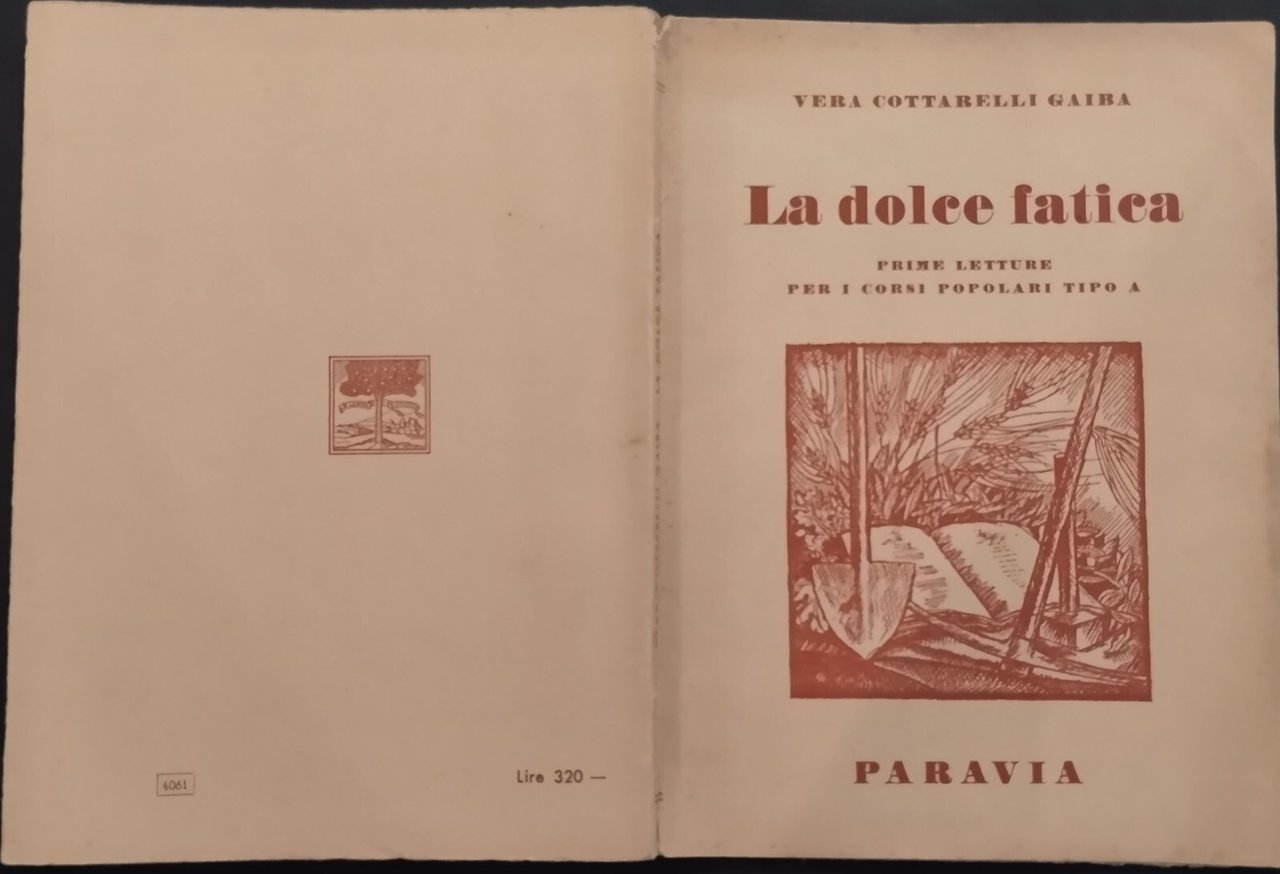 VERA COTTARELLI GAIBA
La dolce fatica
PRIME LETTURE
PER I CORSI POPOLARI TIPO A
PARAVIA
4061
Lire 320 —